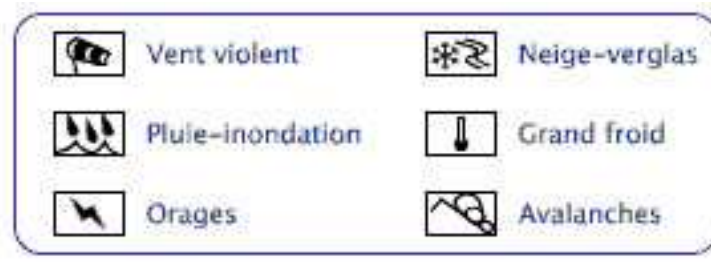 Vent violent
Neige-verglas
Pluie-inondation
Grand froid
Orages
Avalanches